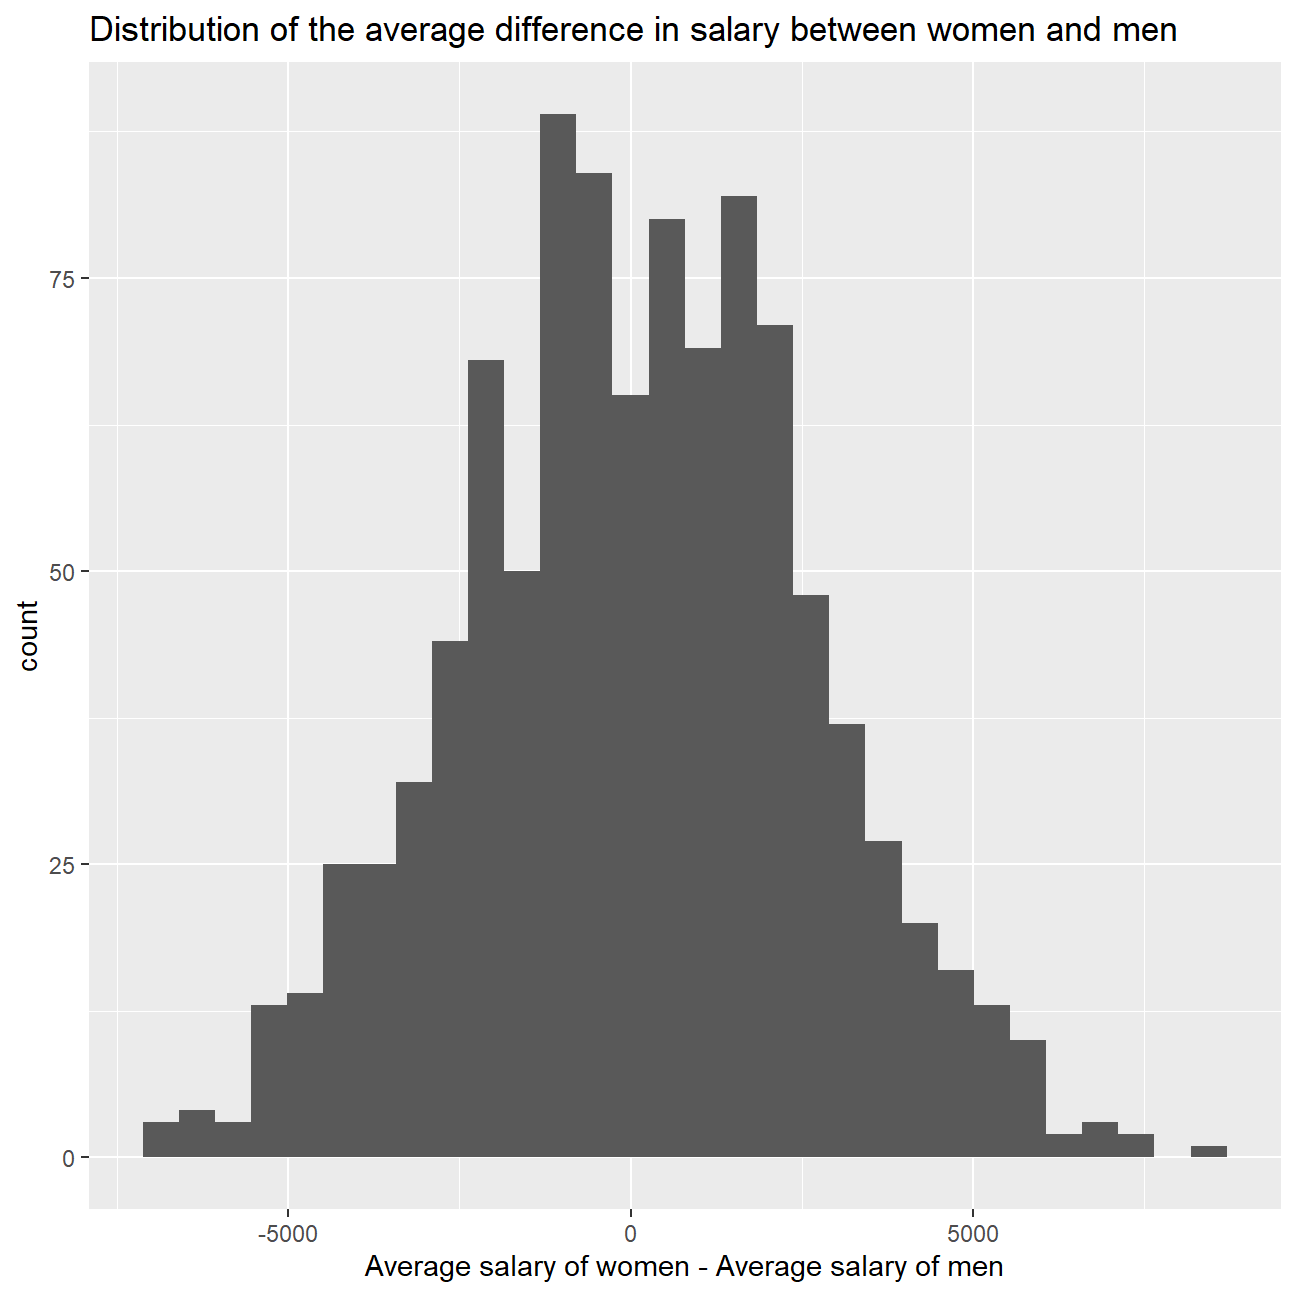 Distribution of the average difference in salary between women and men
75
50
25
0
count
-5000
0
5000
Average salary of women - Average salary of men